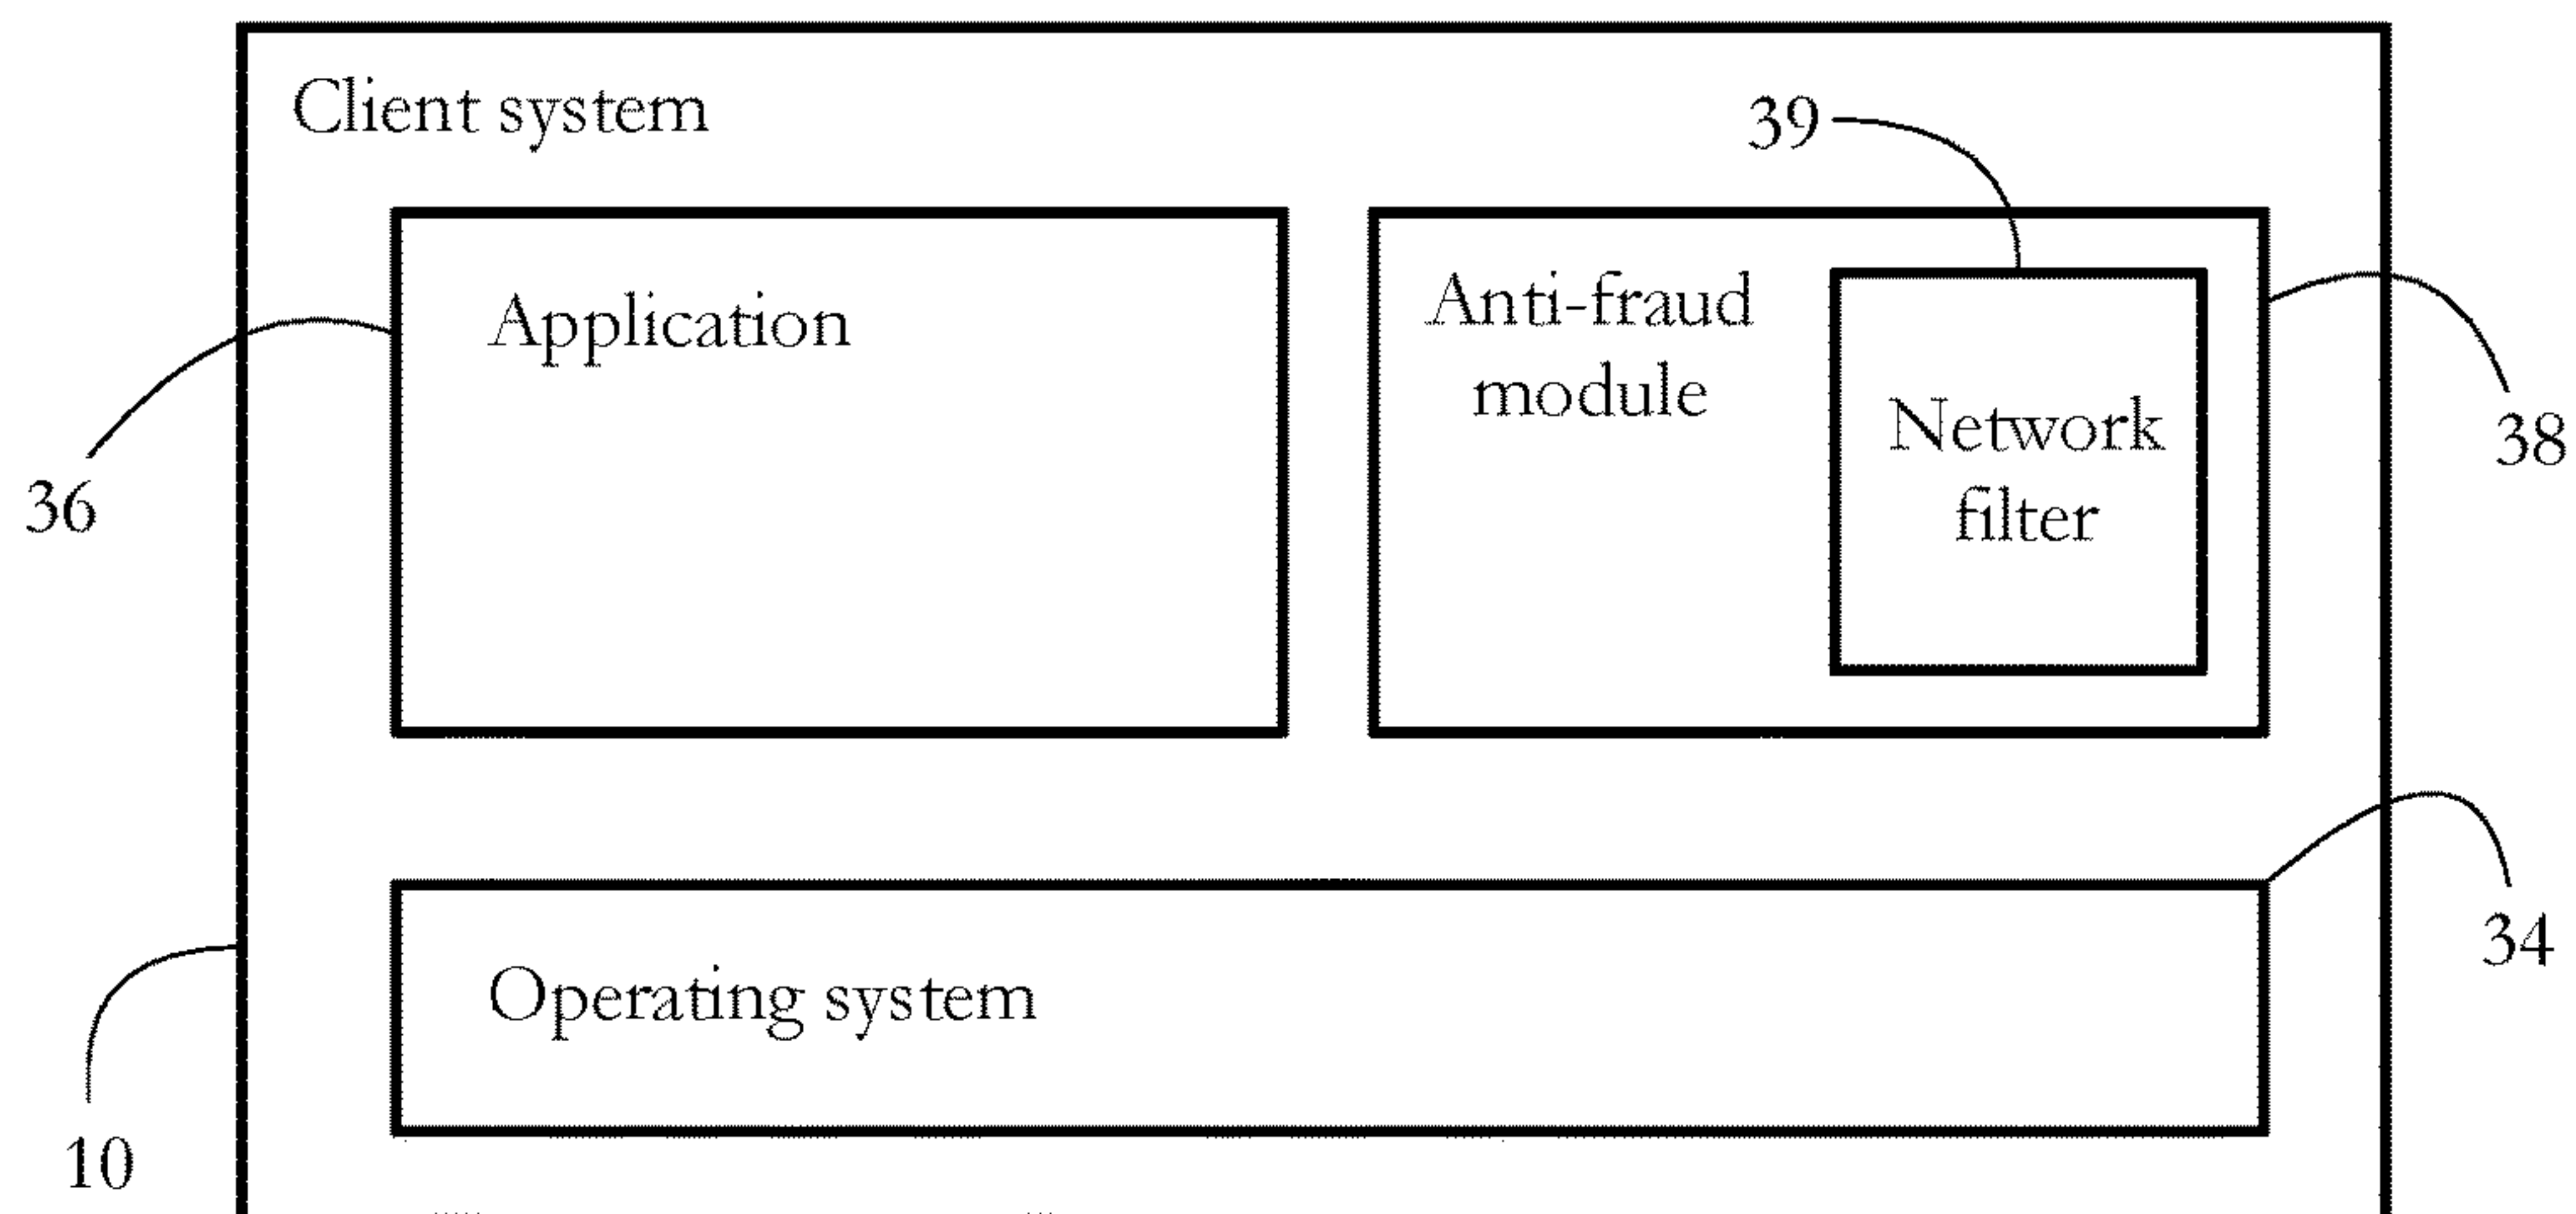 Client system
39
Application
Anti-fraud
module
38
Network
filter
36
34
Operating system
10